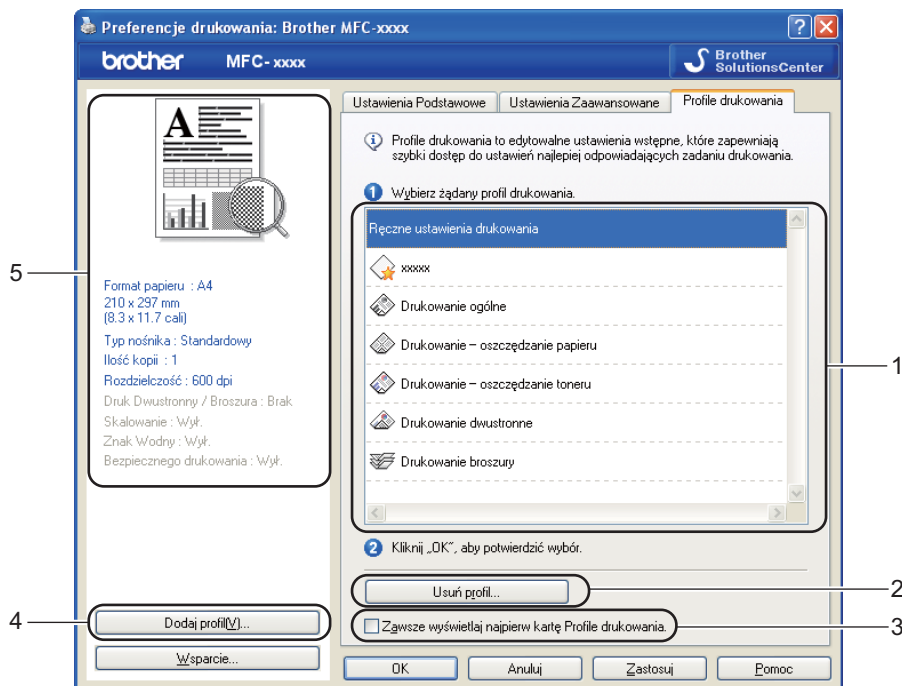 Preferencje drukowania: Brother MFC-xxxx
brother MFC-xxxx
Brother
SolutionsCenter
A
Format papieru : A4
210 x 297 mm
(8.3 x 11.7 cali)
Typ nośnika : Standardowy
Ilość kopii : 1
Rozdzielczość : 600 dpi
Druk Dwustronny / Broszura : Brak
Skalowanie : Wył.
Znak Wodny : Wył.
Bezpiecznego drukowania : Wył.
5
Dodaj profil(V)...
4
Wsparcie...
Ustawienia Podstawowe Ustawienia Zaawansowane Profile drukowania
Profile drukowania to edytowalne ustawienia wstępne, które zapewniają
szybki dostęp do ustawień najlepiej odpowiadających zadaniu drukowania.
1 Wybierz żądany profil drukowania.
Ręczne ustawienia drukowania
xxxxx
Drukowanie ogólne
Drukowanie – oszczędzanie papieru
Drukowanie – oszczędzanie toneru
Drukowanie dwustronne
Drukowanie broszury
1
2 Kliknij „OK”, aby potwierdzić wybór.
Usuń profil...
2
Zawsze wyświetlaj najpierw kartę Profile drukowania.
3
OK Anuluj Zastosuj Pomoc